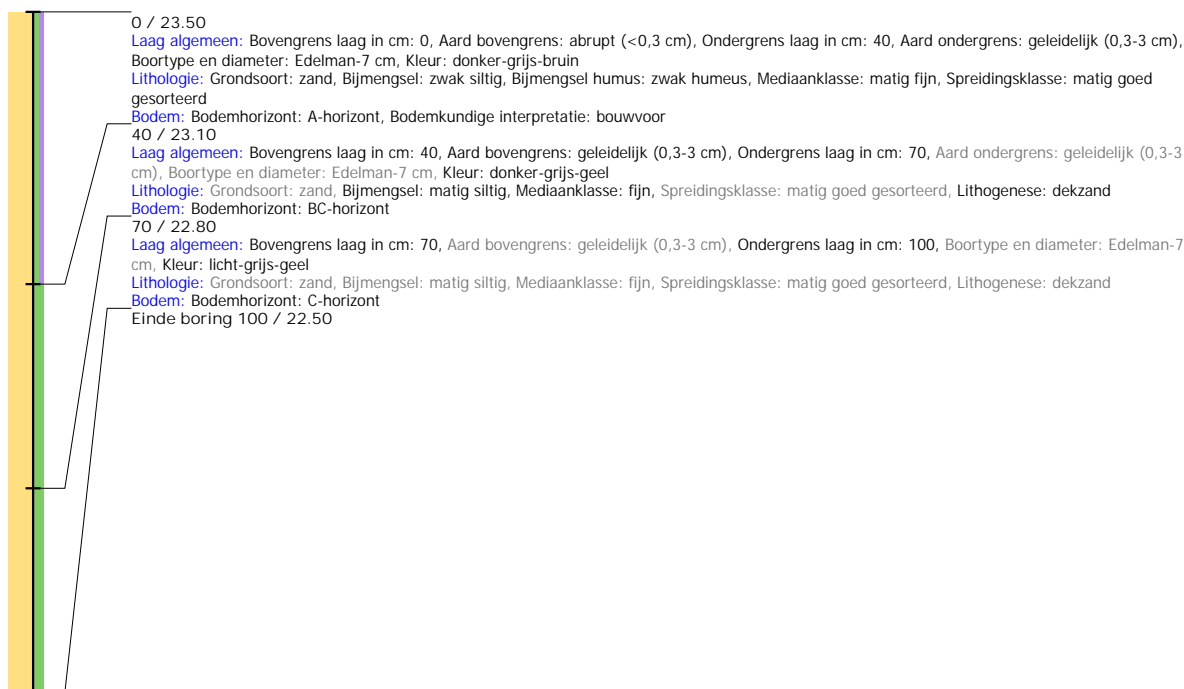 0 / 23.50
Laag algemeen: Bovengrens laag in cm: 0, Aard bovengrens: abrupt (<0,3 cm), Ondergrens laag in cm: 40, Aard ondergrens: geleidelijk (0,3-3 cm),
Boortype en diameter: Edelman-7 cm, Kleur: donker-grijs-bruin
Lithologie: Grondsoort: zand, Bijmengsel: zwak siltig, Bijmengsel humus: zwak humeus, Mediaanklasse: matig fijn, Spreidingsklasse: matig goed
gesorteerd
Bodem: Bodemhorizont: A-horizont, Bodemkundige interpretatie: bouwvoor
40 / 23.10
Laag algemeen: Bovengrens laag in cm: 40, Aard bovengrens: geleidelijk (0,3-3 cm), Ondergrens laag in cm: 70, Aard ondergrens: geleidelijk (0,3-3
cm), Boortype en diameter: Edelman-7 cm, Kleur: donker-grijs-geel
Lithologie: Grondsoort: zand, Bijmengsel: matig siltig, Mediaanklasse: fijn, Spreidingsklasse: matig goed gesorteerd, Lithogenese: dekzand
Bodem: Bodemhorizont: BC-horizont
70 / 22.80
Laag algemeen: Bovengrens laag in cm: 70, Aard bovengrens: geleidelijk (0,3-3 cm), Ondergrens laag in cm: 100, Boortype en diameter: Edelman-7
cm, Kleur: licht-grijs-geel
Lithologie: Grondsoort: zand, Bijmengsel: matig siltig, Mediaanklasse: fijn, Spreidingsklasse: matig goed gesorteerd, Lithogenese: dekzand
Bodem: Bodemhorizont: C-horizont
Einde boring 100 / 22.50